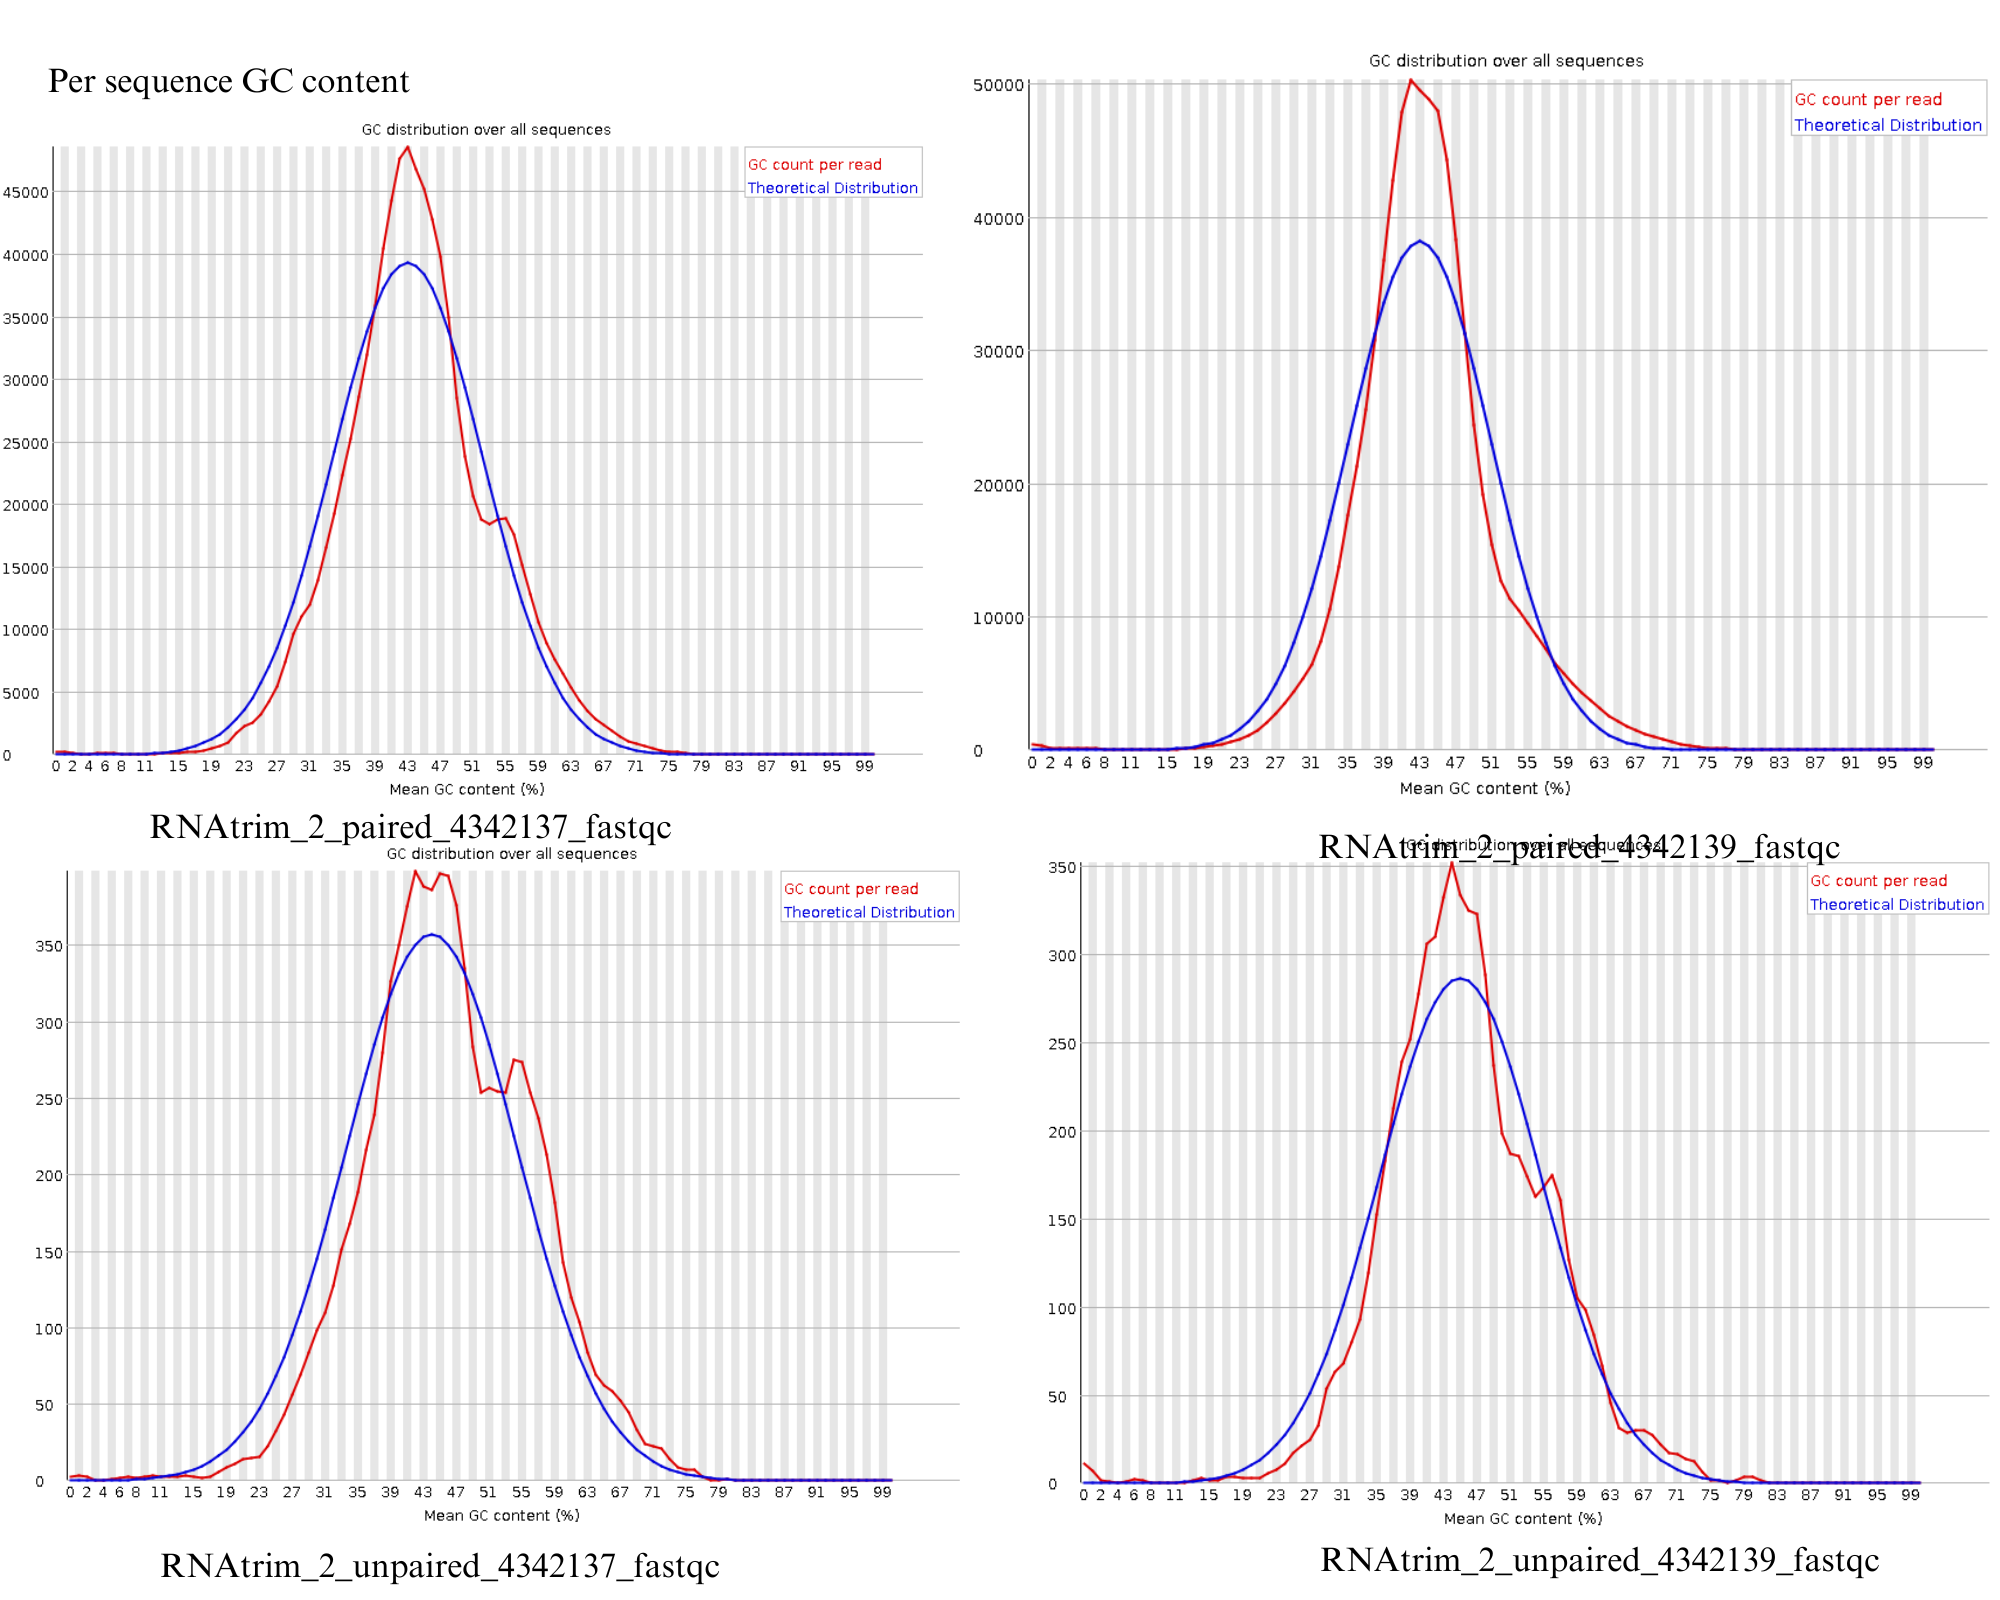 Per sequence GC content
GC distribution over all sequences
GC count per read
Theoretical Distribution
45000
40000
35000
30000
25000
20000
15000
10000
5000
0
0 2 4 6 8 11 15 19 23 27 31 35 39 43 47 51 55 59 63 67 71 75 79 83 87 91 95 99
Mean GC content (%)
RNAtrim_2_paired_4342137_fastqc
GC distribution over all sequences
GC count per read
Theoretical Distribution
50000
40000
30000
20000
10000
0
0 2 4 6 8 11 15 19 23 27 31 35 39 43 47 51 55 59 63 67 71 75 79 83 87 91 95 99
Mean GC content (%)
RNAtrim_2_paired_4342139_fastqc
GC distribution over all sequences
GC count per read
Theoretical Distribution
350
300
250
200
150
100
50
0
0 2 4 6 8 11 15 19 23 27 31 35 39 43 47 51 55 59 63 67 71 75 79 83 87 91 95 99
Mean GC content (%)
RNAtrim_2_unpaired_4342137_fastqc
GC distribution over all sequences
GC count per read
Theoretical Distribution
350
300
250
200
150
100
50
0
0 2 4 6 8 11 15 19 23 27 31 35 39 43 47 51 55 59 63 67 71 75 79 83 87 91 95 99
Mean GC content (%)
RNAtrim_2_unpaired_4342139_fastqc